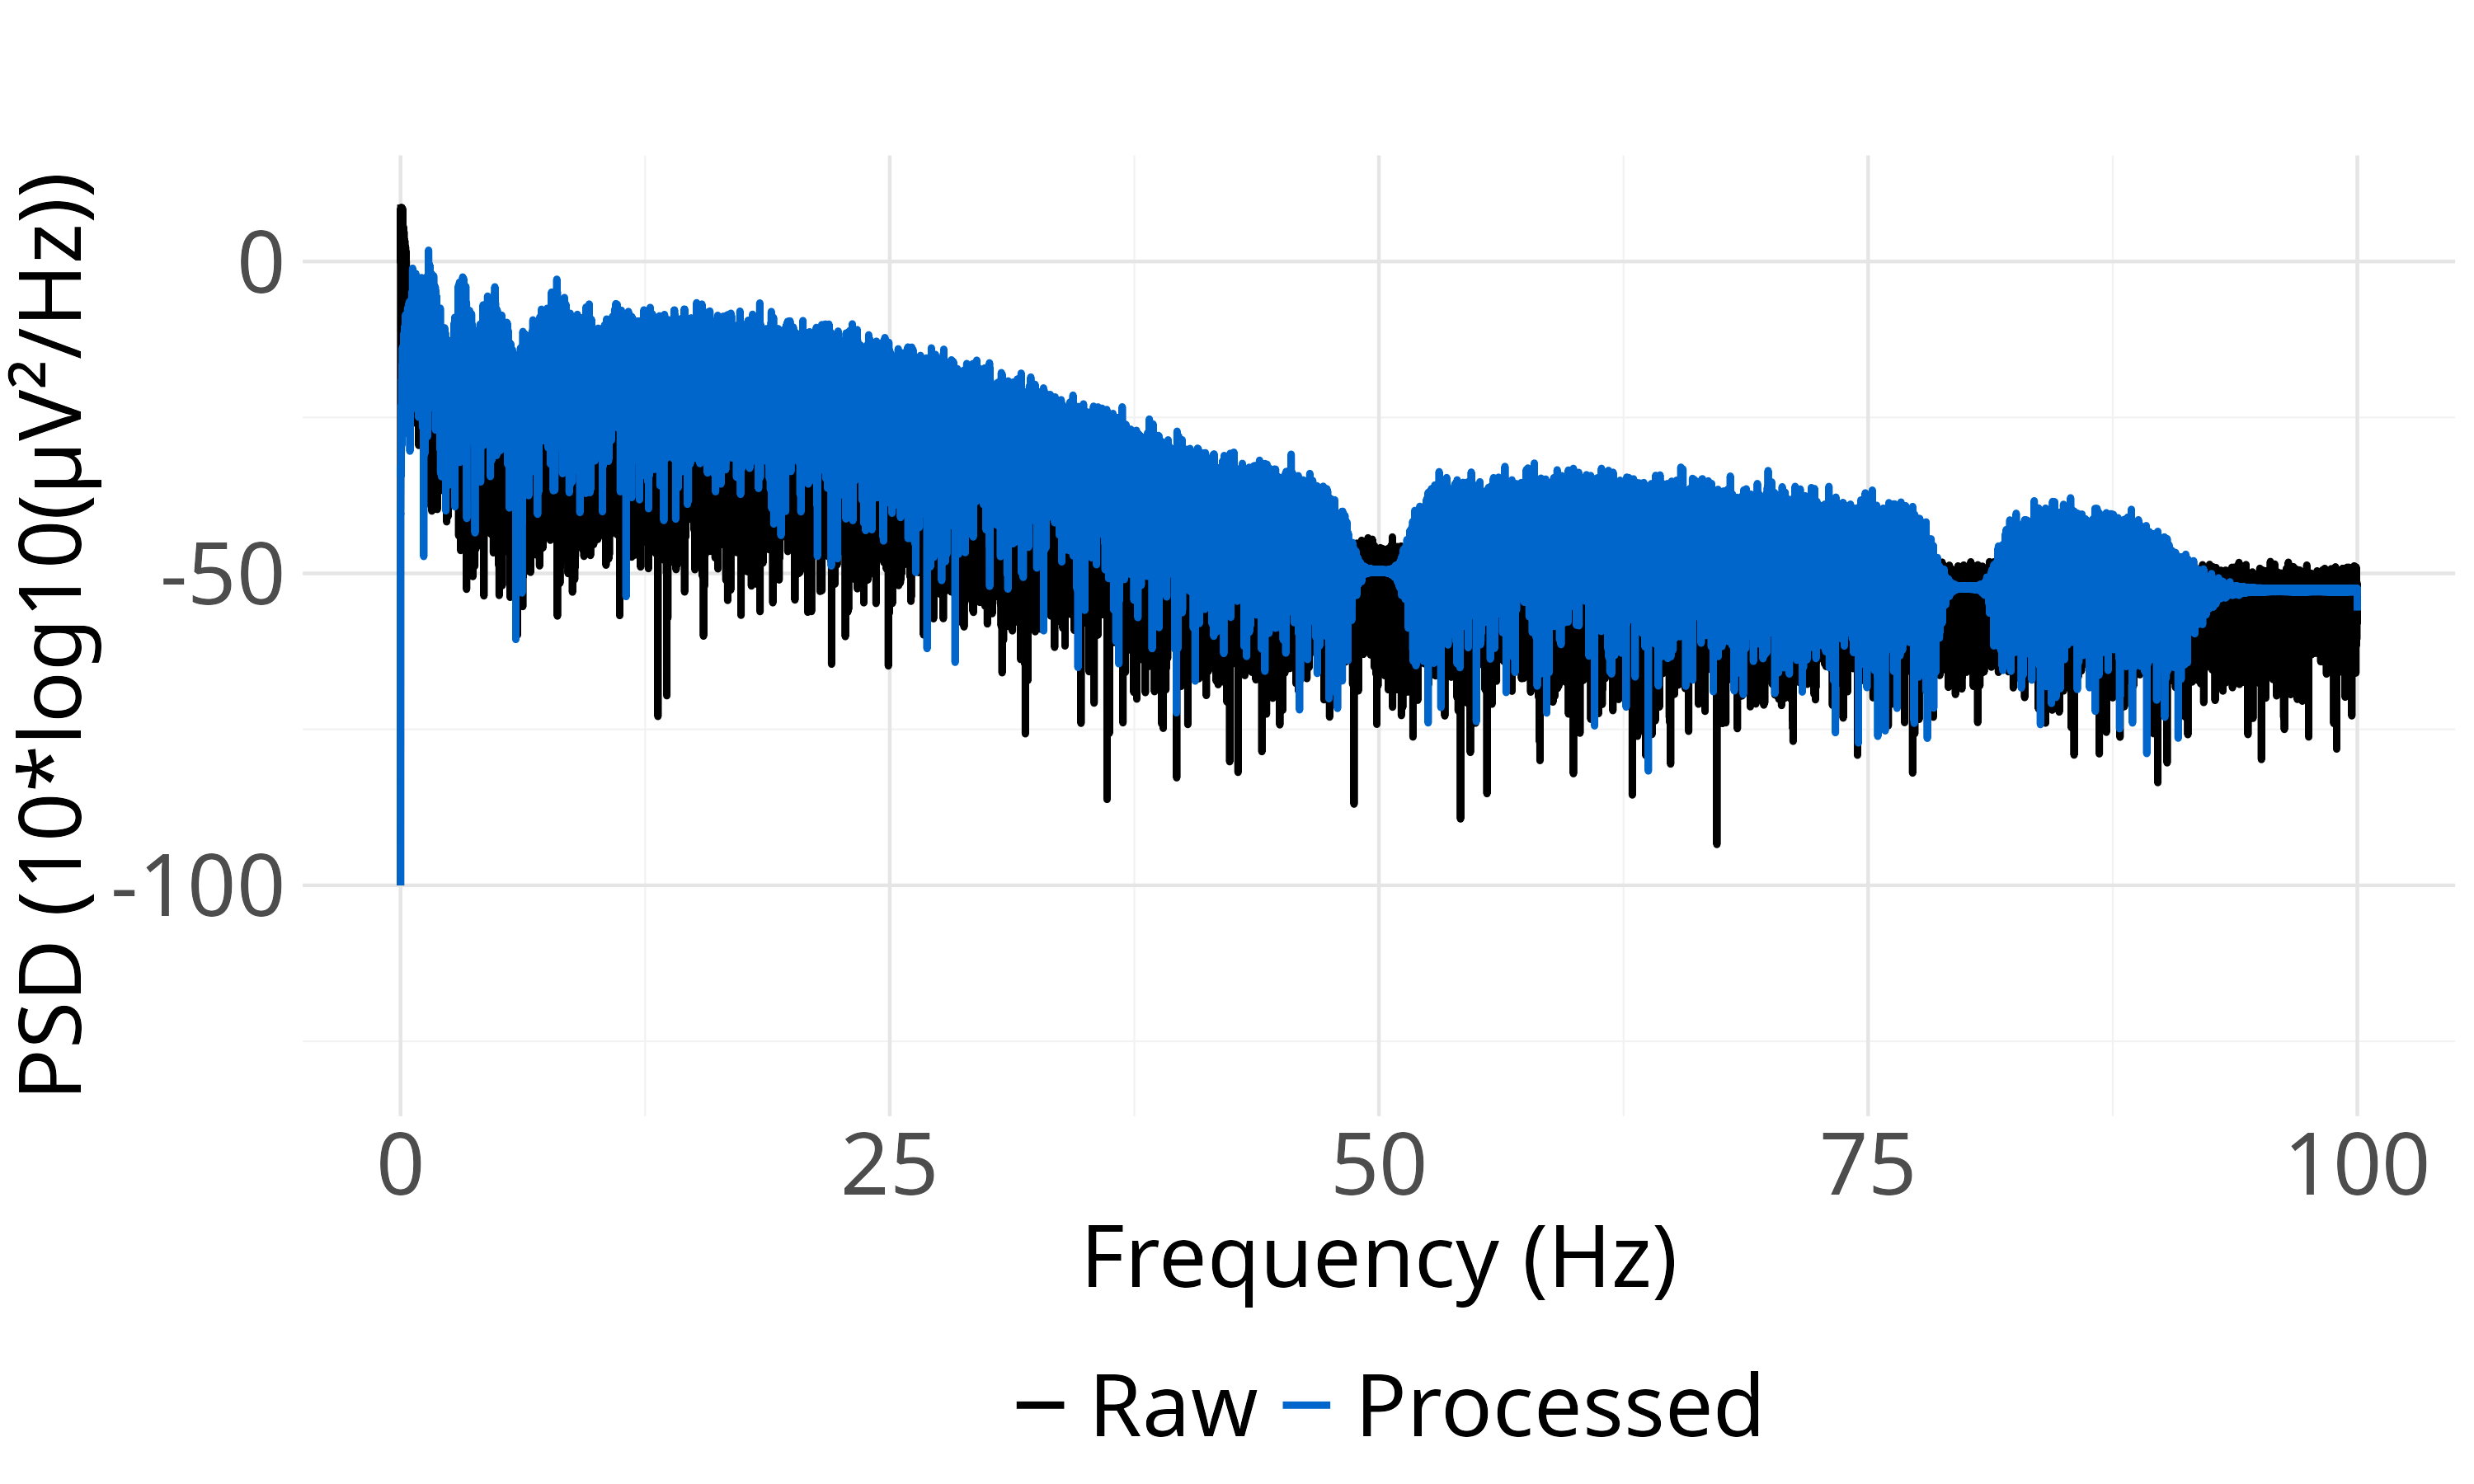 PSD (10*log10(µV²/Hz))
0
-50
-100
0 25 50 75 100
Frequency (Hz)
Raw Processed